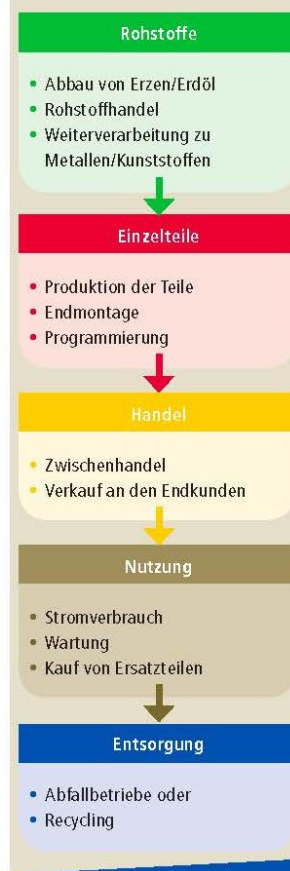 Rohstoffe
• Abbau von Erzen/Erdöl
• Rohstoffhandel
• Weiterverarbeitung zu
Metallen/Kunststoffen
Einzelteile
• Produktion der Teile
• Endmontage
• Programmierung
Handel
• Zwischenhandel
• Verkauf an den Endkunden
Nutzung
• Stromverbrauch
• Wartung
• Kauf von Ersatzteilen
Entsorgung
• Abfallbetriebe oder
• Recycling